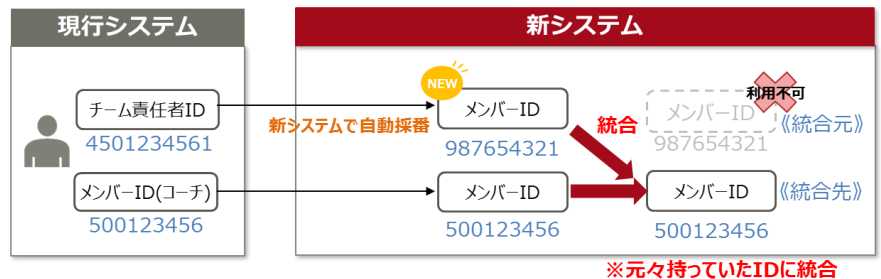 現行システム
新システム
チーム責任者ID
4501234561
メンバーID(コーチ)
500123456
新システムで自動採番
NEW
メンバーID
987654321
メンバーID
500123456
統合
利用不可
メンバーID
987654321
《統合元》
メンバーID
500123456
《統合先》
※元々持っていたIDに統合